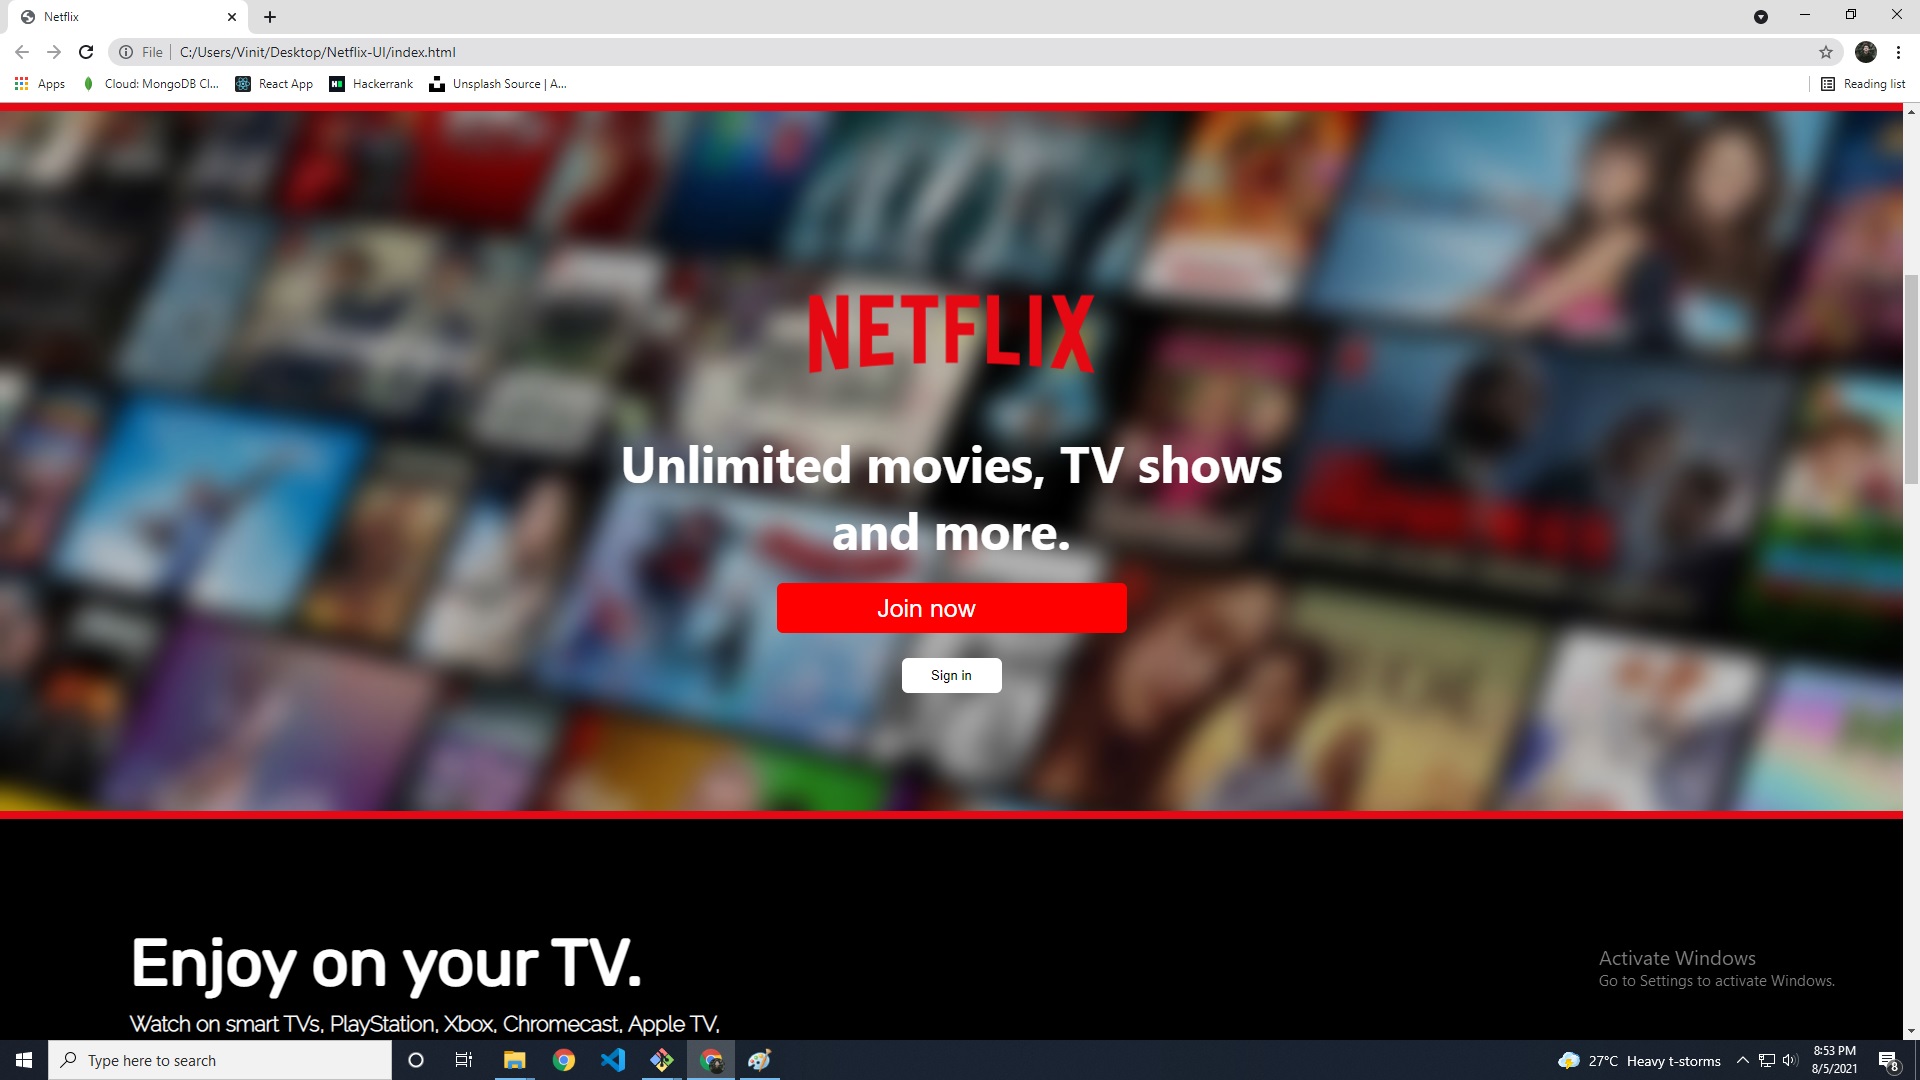 Netflix
File
C:/Users/Vinit/Desktop/Netflix-UI/index.html
Apps
Cloud: MongoDB Cl...
React App
Hackerrank
Unsplash Source | A...
Reading list
NETFLIX
Unlimited movies, TV shows
and more.
Join now
Sign in
Enjoy on your TV.
Watch on smart TVs, PlayStation, Xbox, Chromecast, Apple TV,
Activate Windows
Go to Settings to activate Windows.
Type here to search
27°C Heavy t-storms
8:53 PM
8/5/2021
8